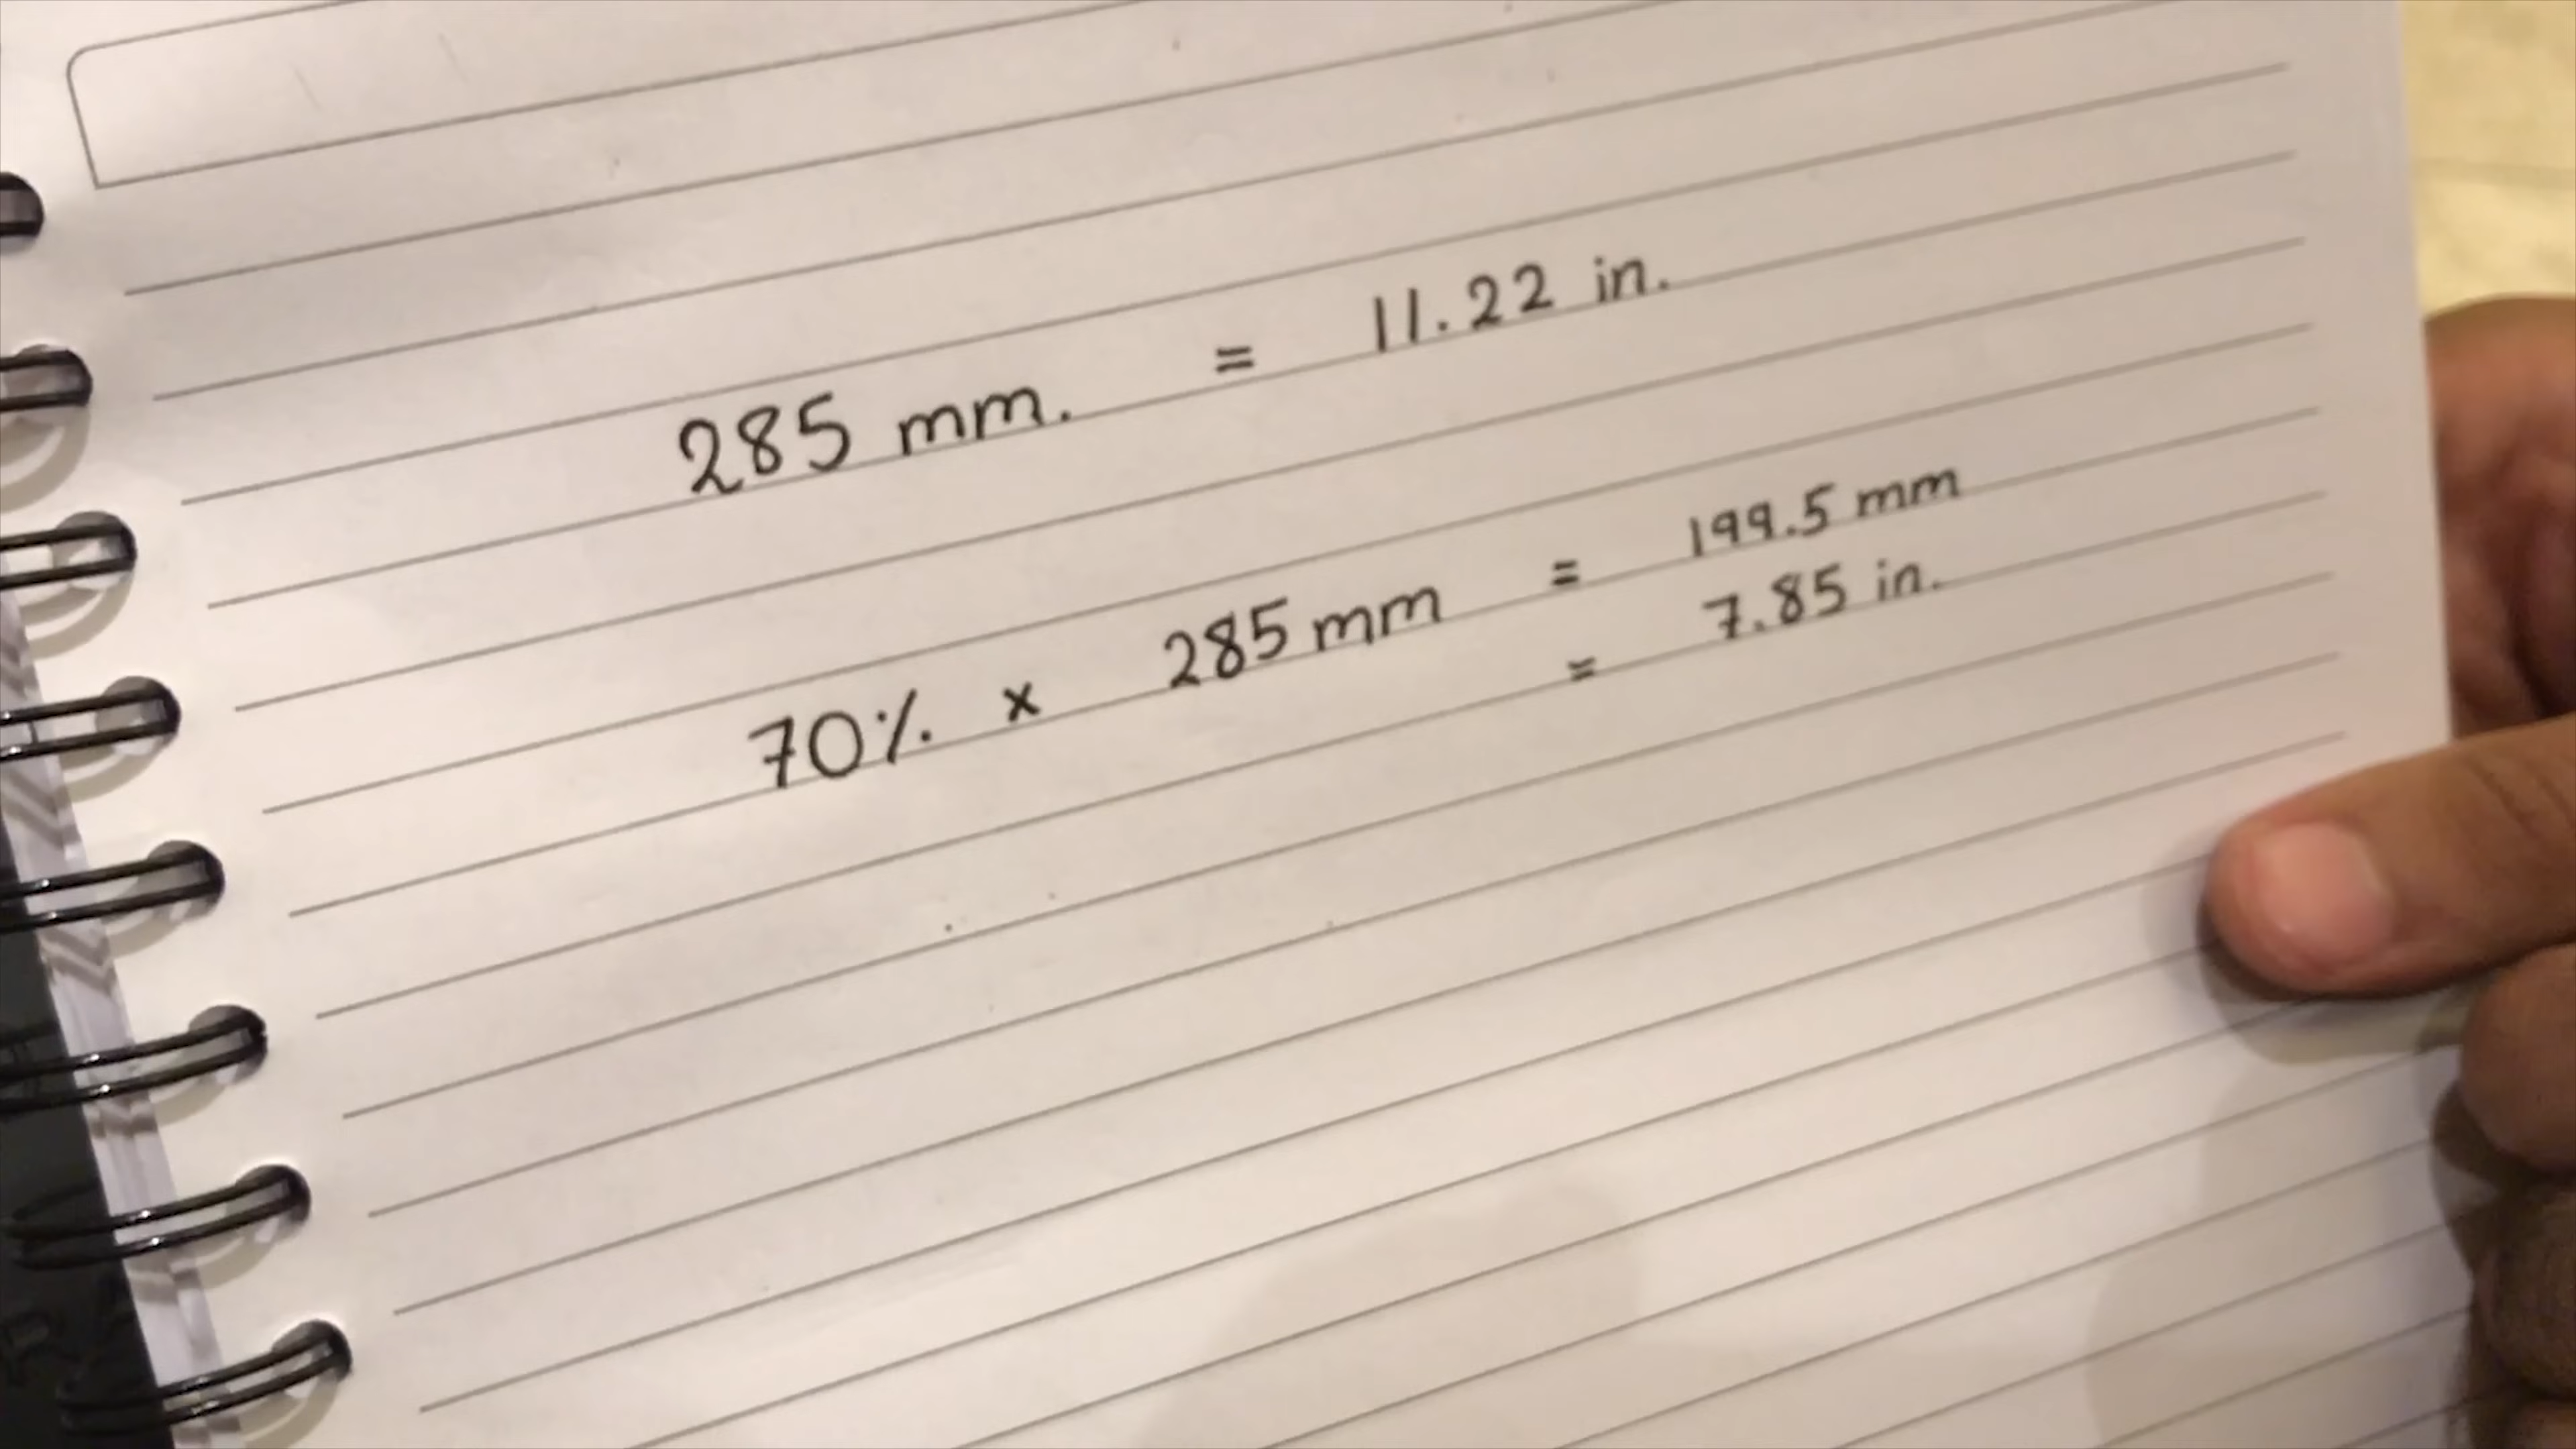 285 mm. = 11.22 in.
70% x 285 mm = 199.5 mm
= 7.85 in.